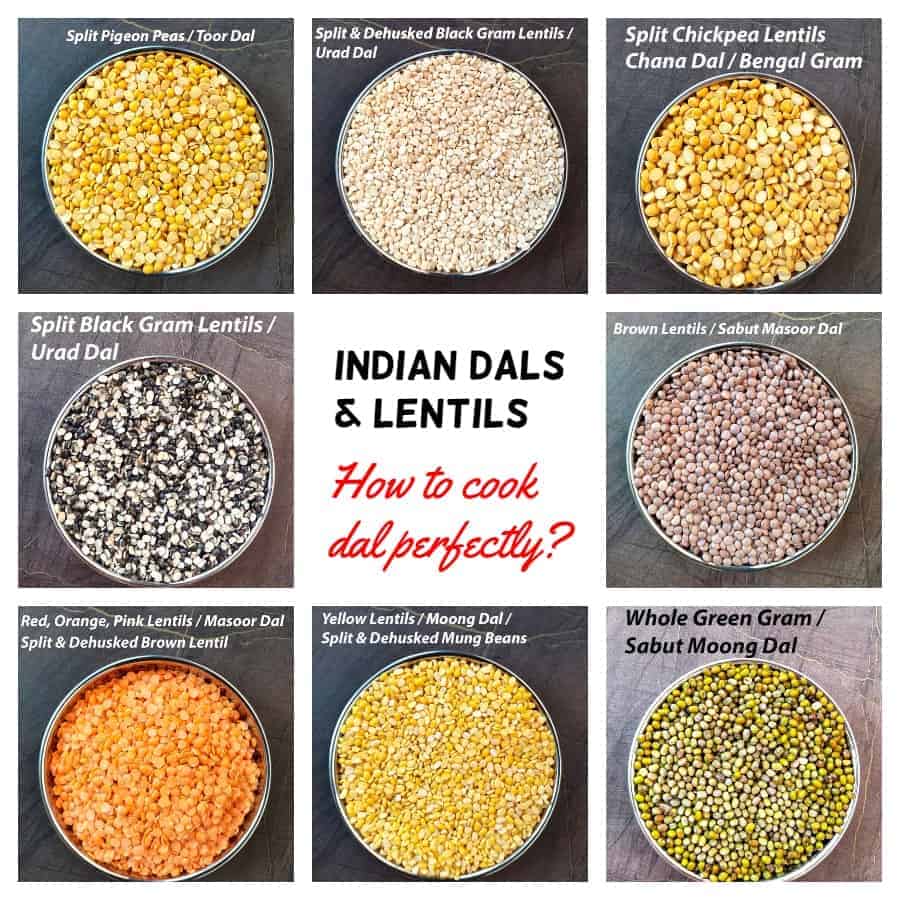 Split Pigeon Peas / Toor Dal
Split & Dehusked Black Gram Lentils /
Urad Dal
Split Chickpea Lentils
Chana Dal / Bengal Gram
Split Black Gram Lentils /
Urad Dal
INDIAN DALS
& LENTILS
How to cook
dal perfectly?
Brown Lentils / Sabut Masoor Dal
Red, Orange, Pink Lentils / Masoor Dal
Split & Dehusked Brown Lentil
Yellow Lentils / Moong Dal /
Split & Dehusked Mung Beans
Whole Green Gram /
Sabut Moong Dal